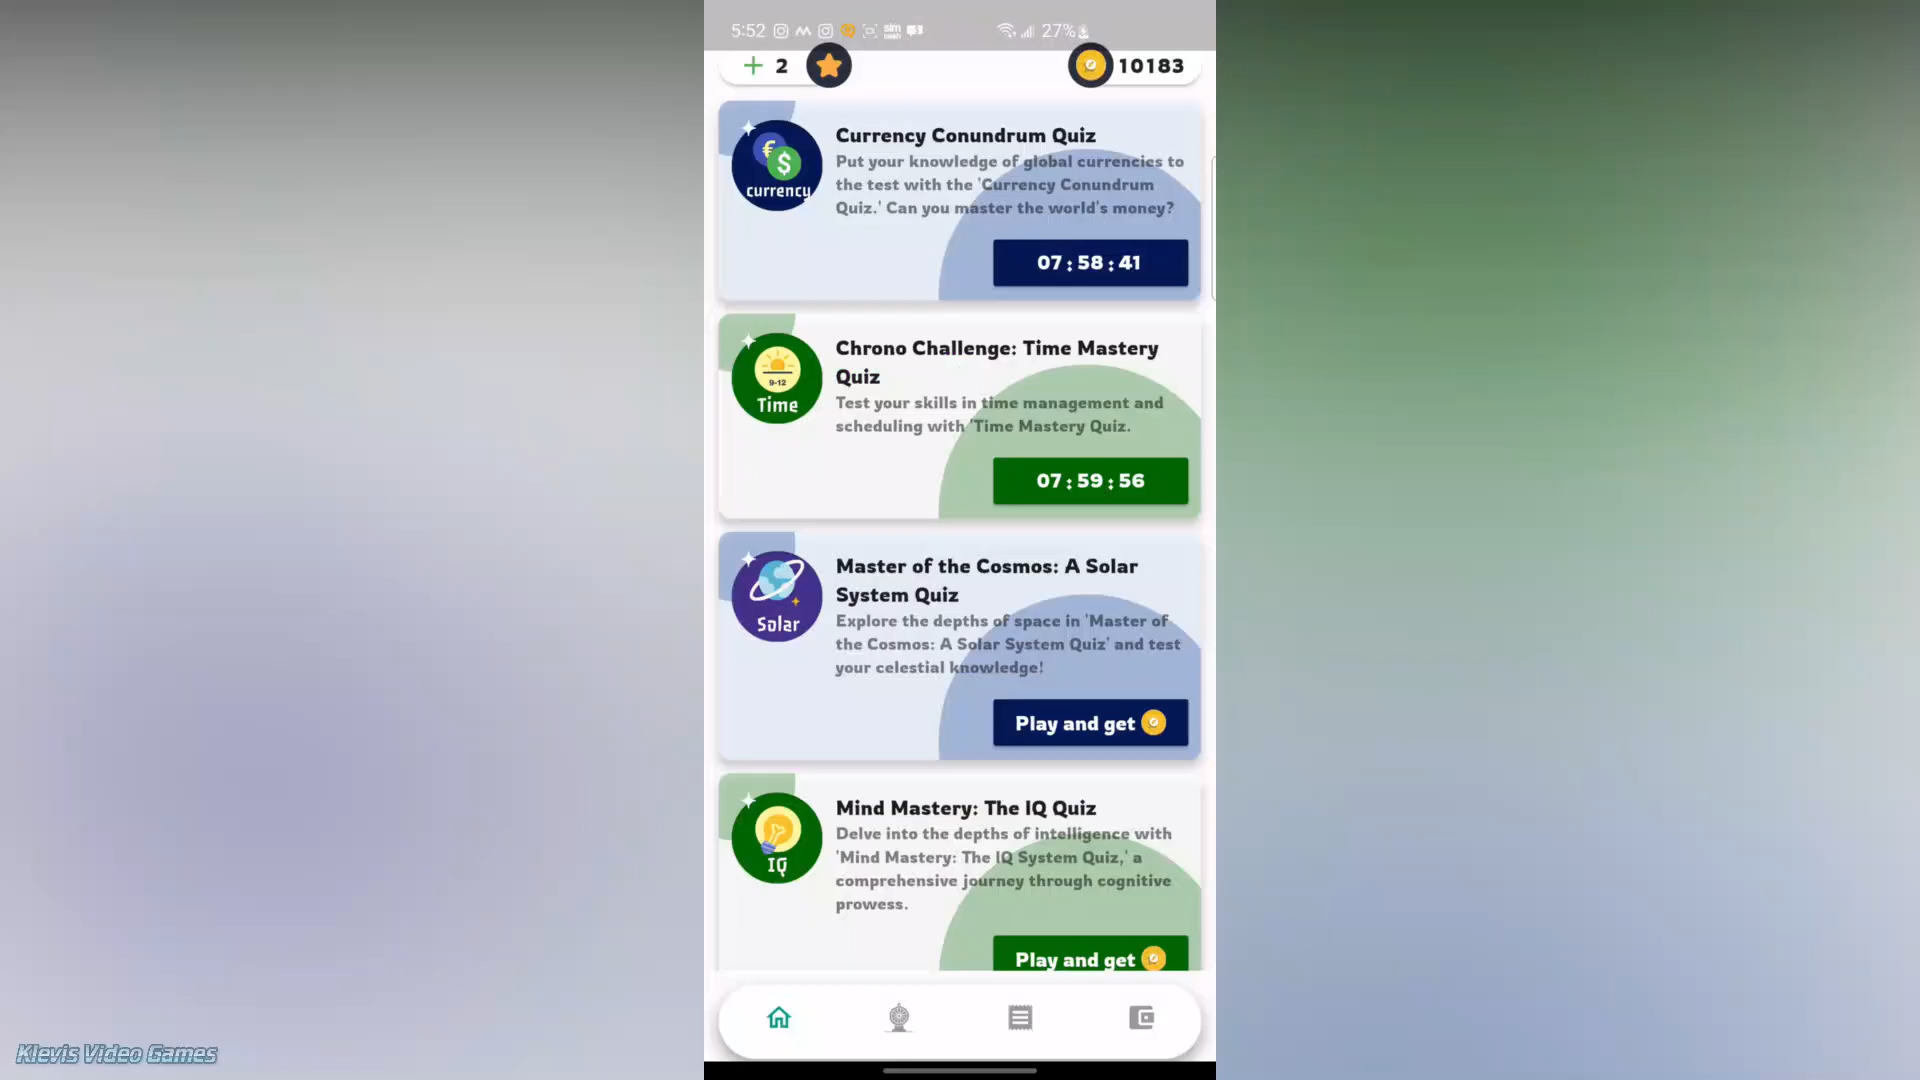 5:52
27%
+ 2
10183
Currency Conundrum Quiz
Put your knowledge of global currencies to
the test with the 'Currency Conundrum
Quiz.' Can you master the world's money?
currency
07 : 58 : 41
Chrono Challenge: Time Mastery
Quiz
Test your skills in time management and
scheduling with 'Time Mastery Quiz.
9-12
Time
07 : 59 : 56
Master of the Cosmos: A Solar
System Quiz
Explore the depths of space in 'Master of
the Cosmos: A Solar System Quiz' and test
your celestial knowledge!
Solar
Play and get
Mind Mastery: The IQ Quiz
Delve into the depths of intelligence with
'Mind Mastery: The IQ System Quiz,' a
comprehensive journey through cognitive
prowess.
IQ
Play and get
Klevis Video Games